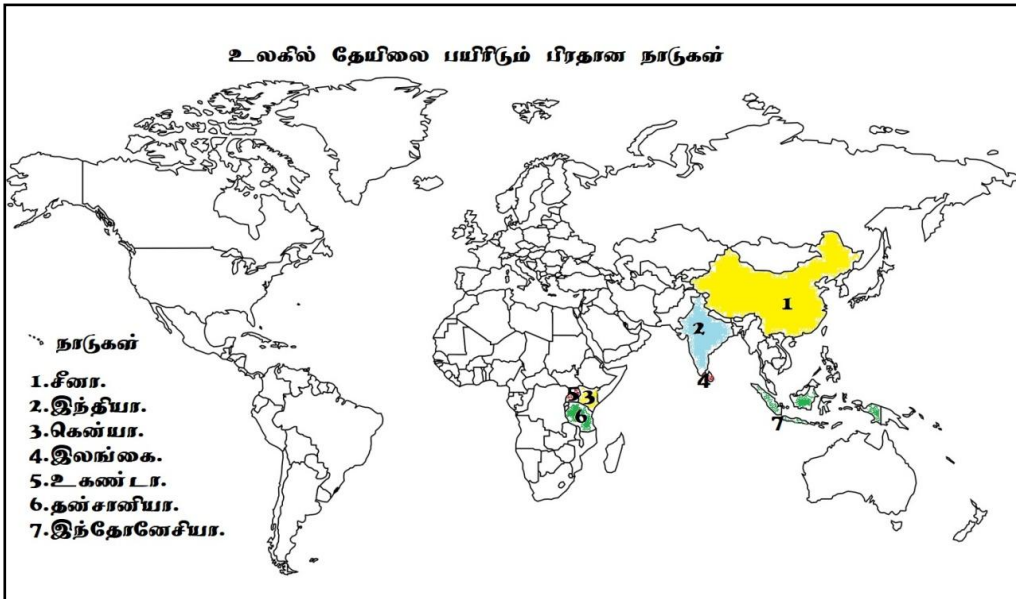 உலகில் தேயிலை பயிரிடும் பிரதான நாடுகள்
நாடுகள்
1.சீனா.
2.இந்தியா.
3.கென்யா.
4.இலங்கை.
5.உகண்டா.
6.தன்சானியா.
7.இந்தோனேசியா.
1
2
3
4
5
6
7